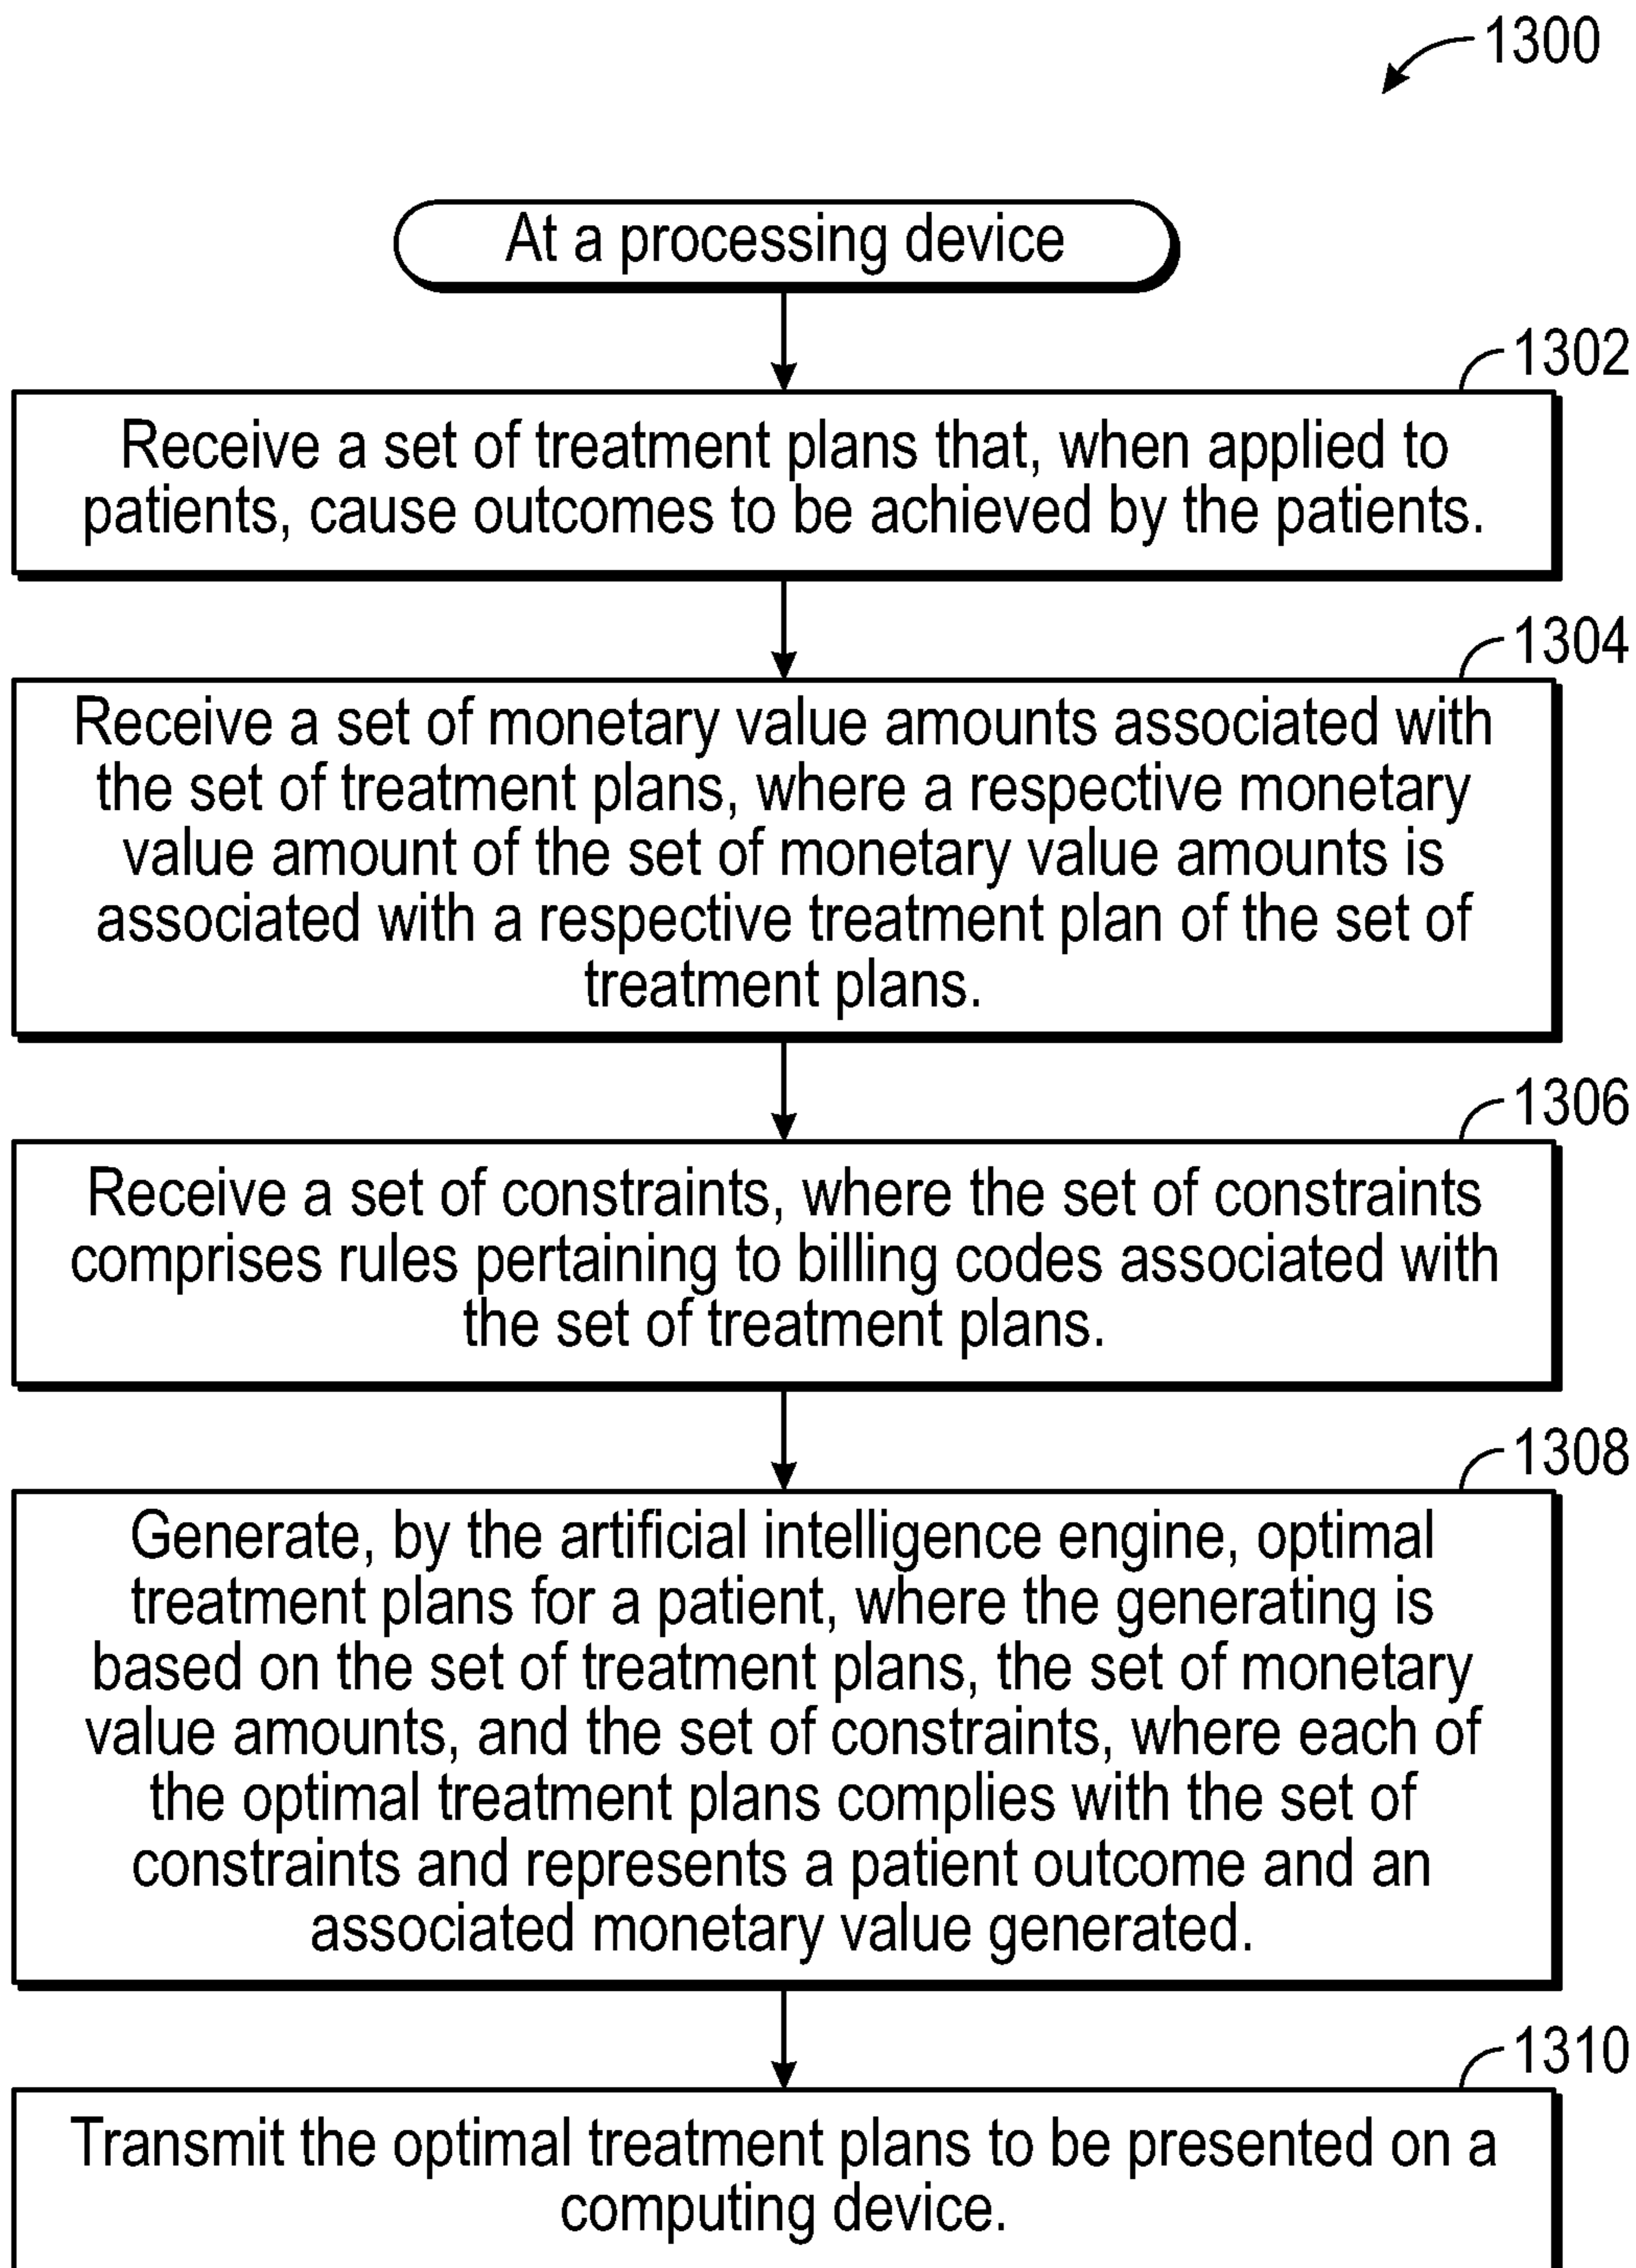 1300
At a processing device
1302
Receive a set of treatment plans that, when applied to
patients, cause outcomes to be achieved by the patients.
1304
Receive a set of monetary value amounts associated with
the set of treatment plans, where a respective monetary
value amount of the set of monetary value amounts is
associated with a respective treatment plan of the set of
treatment plans.
1306
Receive a set of constraints, where the set of constraints
comprises rules pertaining to billing codes associated with
the set of treatment plans.
1308
Generate, by the artificial intelligence engine, optimal
treatment plans for a patient, where the generating is
based on the set of treatment plans, the set of monetary
value amounts, and the set of constraints, where each of
the optimal treatment plans complies with the set of
constraints and represents a patient outcome and an
associated monetary value generated.
1310
Transmit the optimal treatment plans to be presented on a
computing device.